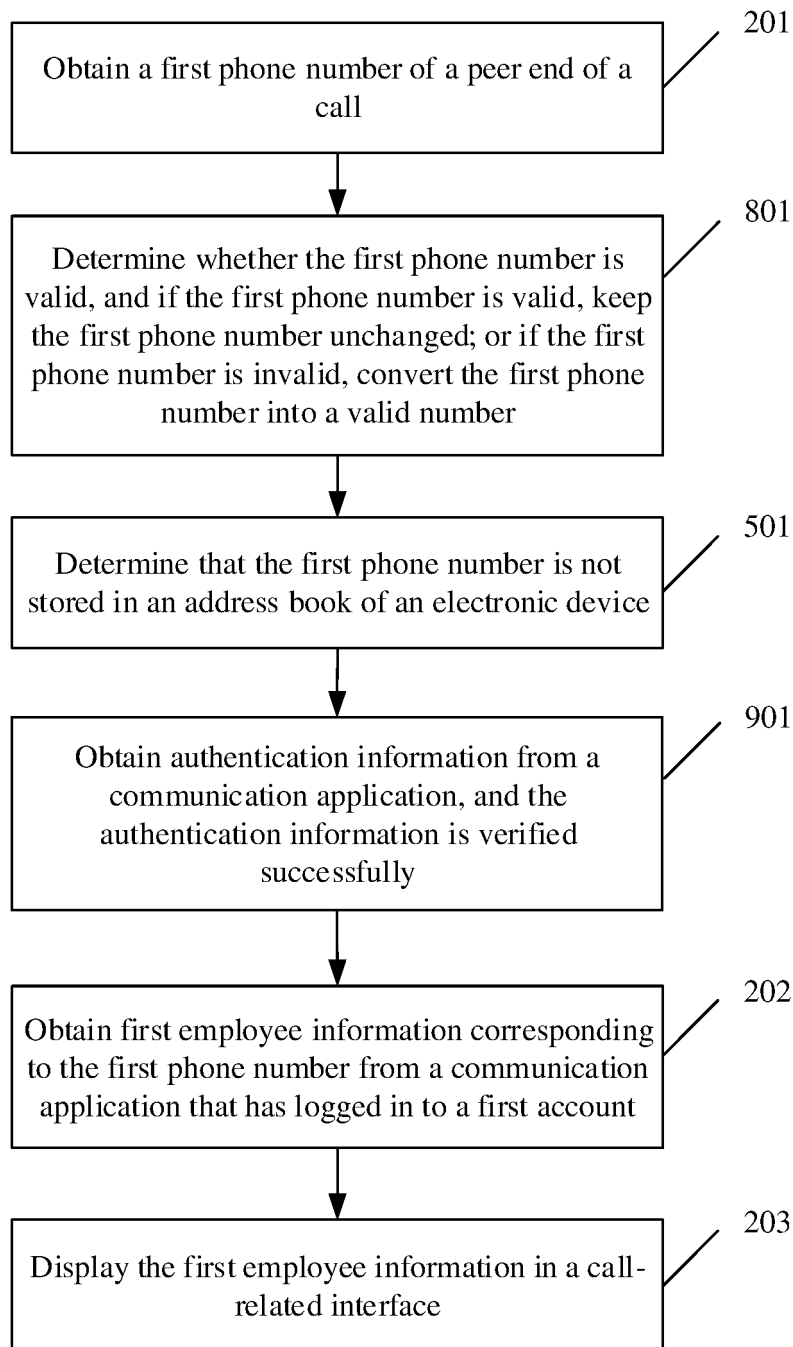 201
Obtain a first phone number of a peer end of a
call
801
Determine whether the first phone number is
valid, and if the first phone number is valid, keep
the first phone number unchanged; or if the first
phone number is invalid, convert the first phone
number into a valid number
501
Determine that the first phone number is not
stored in an address book of an electronic device
901
Obtain authentication information from a
communication application, and the
authentication information is verified
successfully
202
Obtain first employee information corresponding
to the first phone number from a communication
application that has logged in to a first account
203
Display the first employee information in a call-
related interface